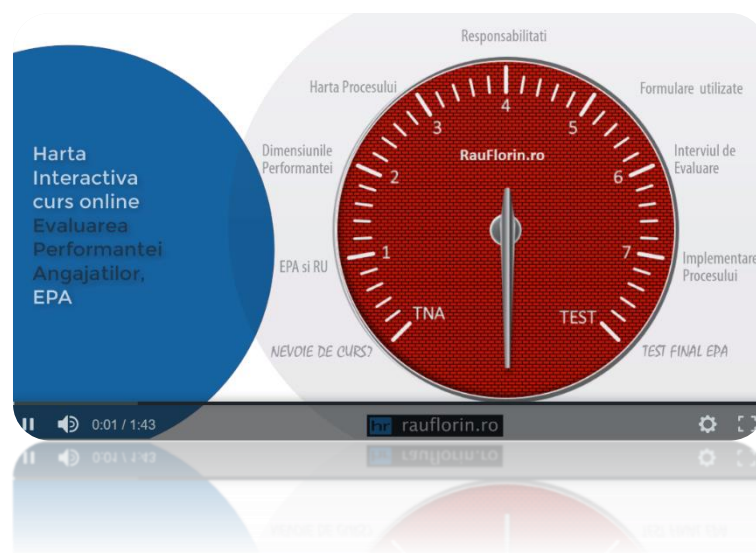 Harta
Interactiva
curs online
Evaluarea
Performantei
Angajatilor,
EPA
Responsabilitati
Harta Procesului
Formulare utilizate
Dimensiunile
Performantei
Interviul de
Evaluare
EPA si RU
Implementare
Procesului
NEVOIE DE CURS?
TEST FINAL EPA
RauFlorin.ro
1
2
3
4
5
6
7
TNA
TEST
0:01 / 1:43
hr rauflorin.ro